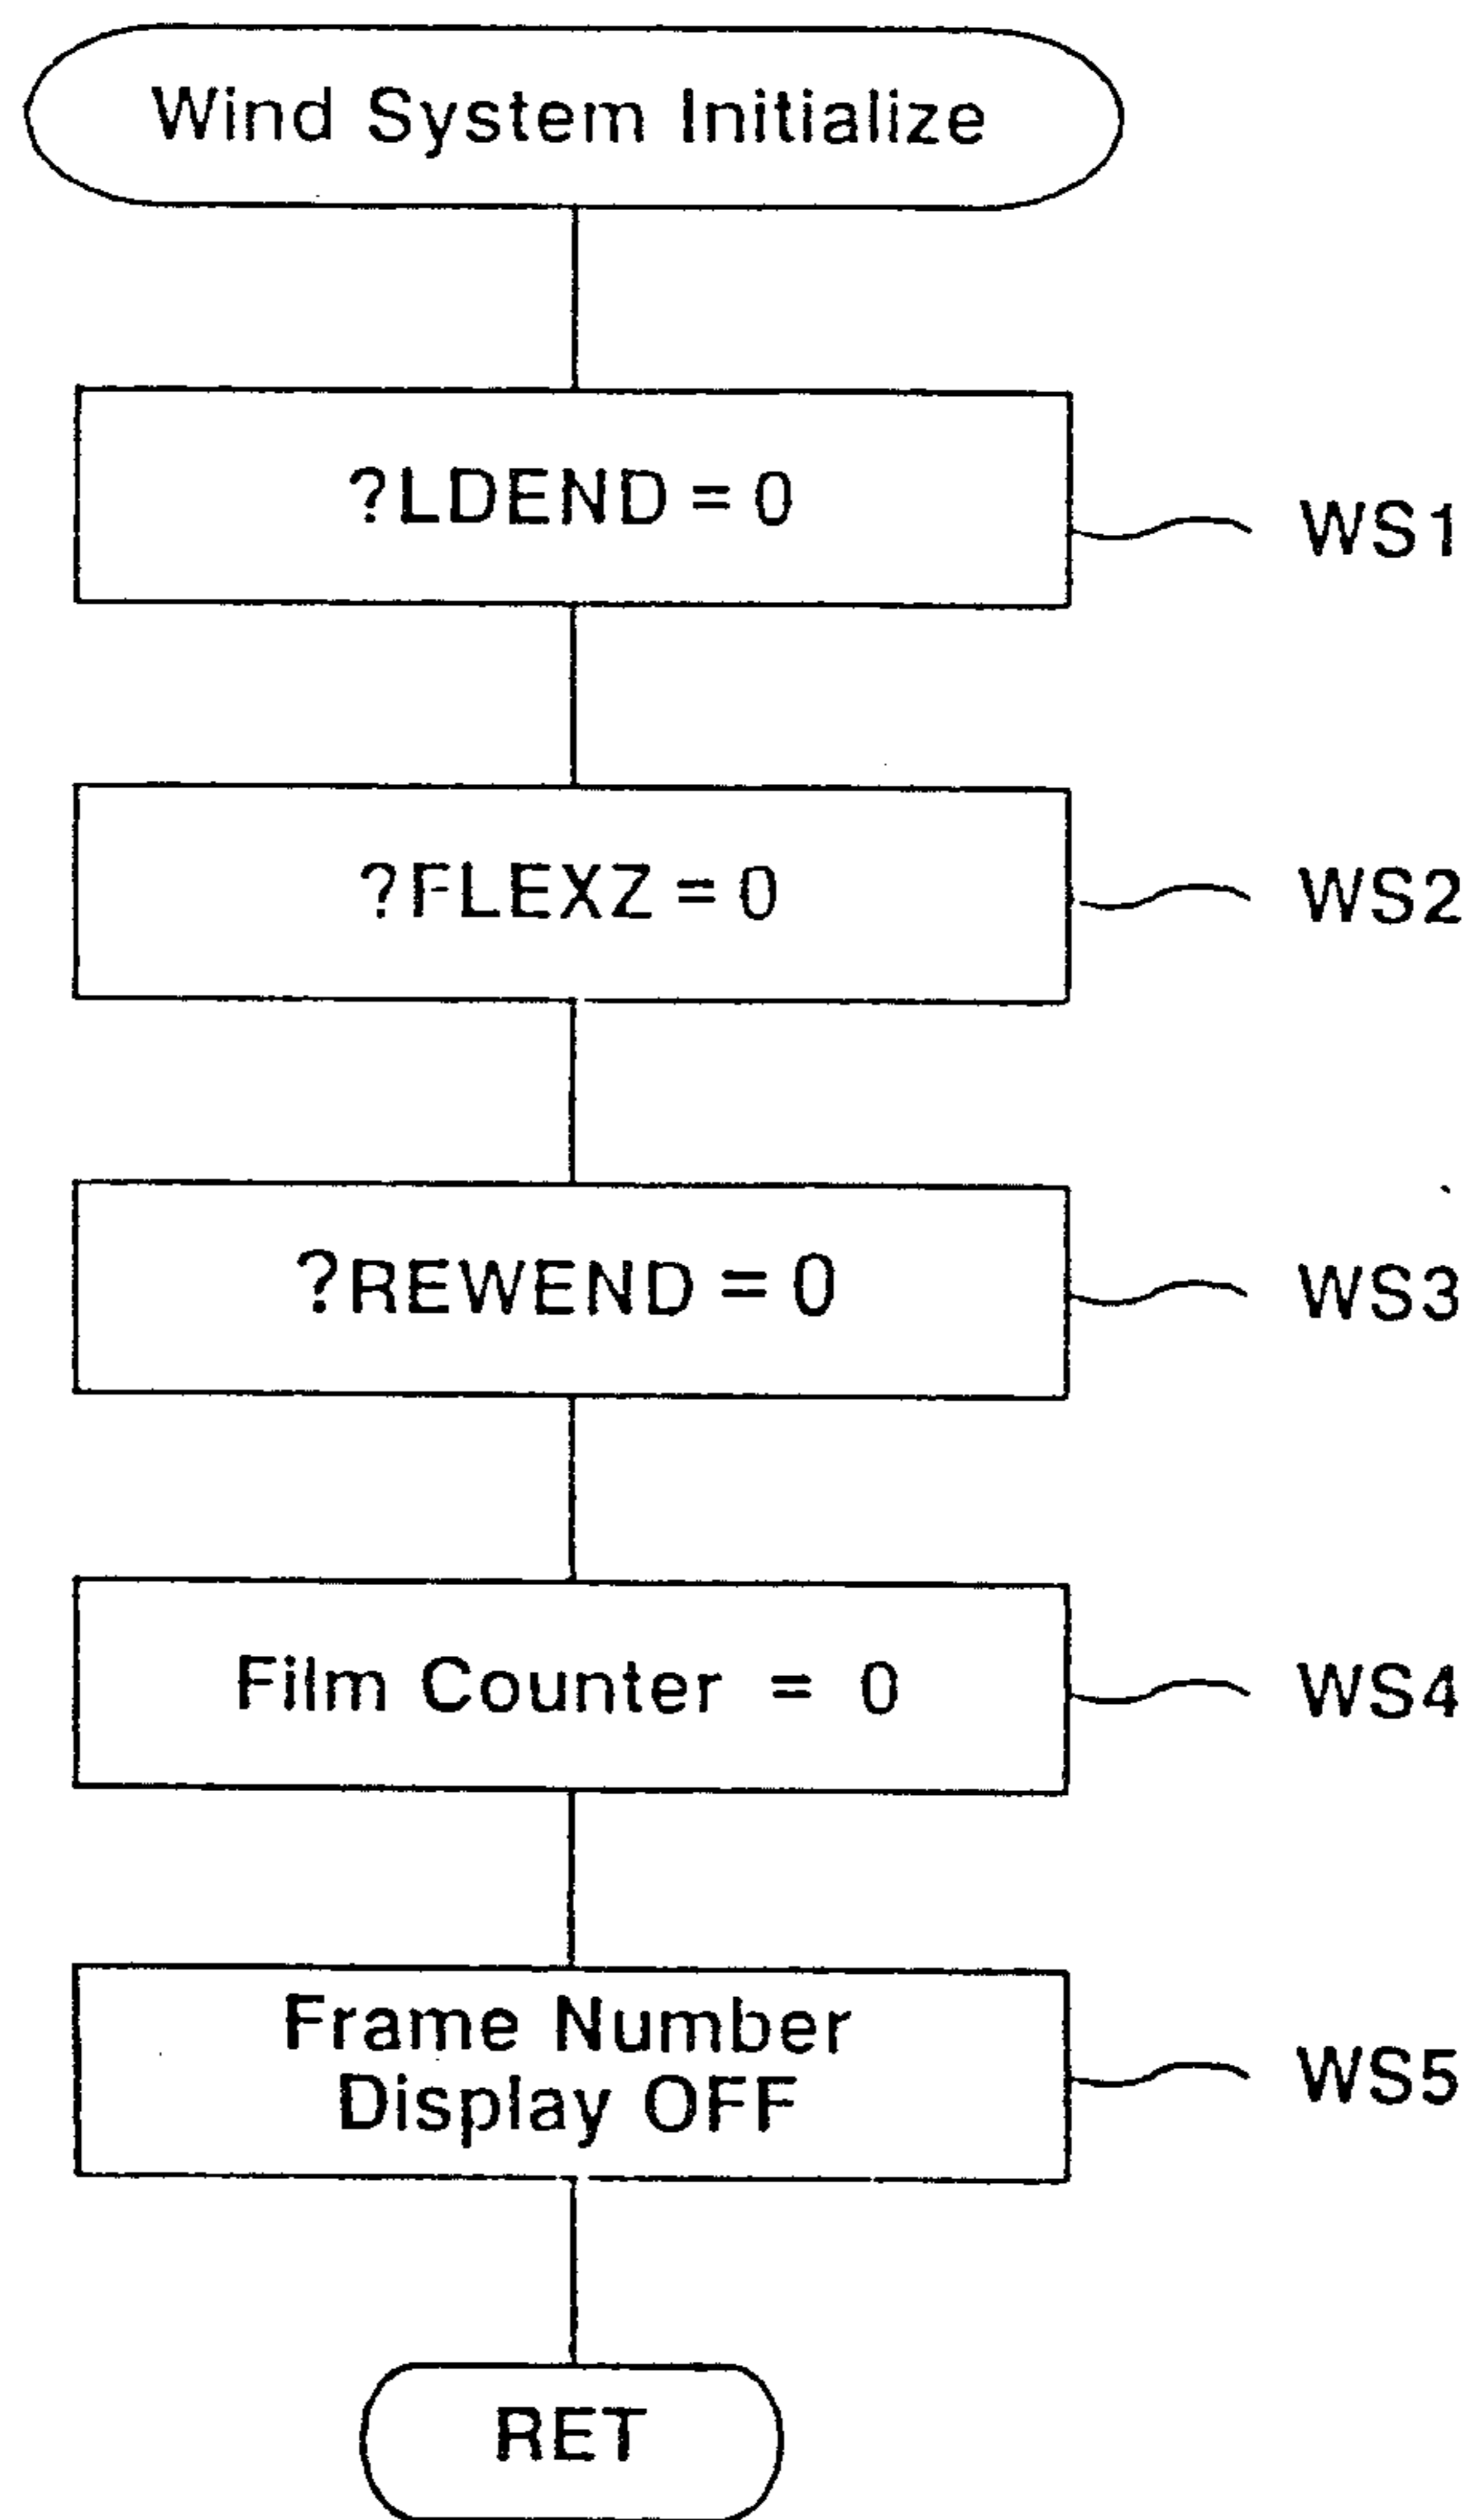 Wind System Initialize
?LDEND = 0
WS1
?FLEXZ = 0
WS2
?REWEND = 0
WS3
Film Counter = 0
WS4
Frame Number
Display OFF
WS5
RET